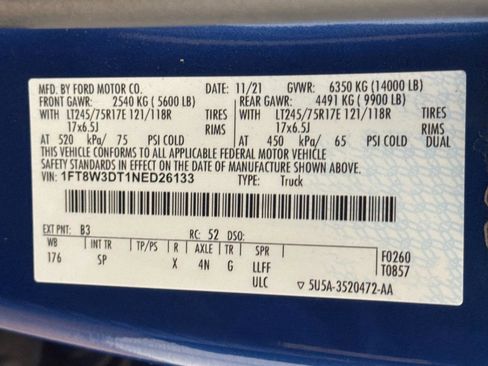 MFD. BY FORD MOTOR CO. DATE: 11/21 GVWR: 6350 KG (14000 LB)
FRONT GAWR: 2540 KG (5600 LB) REAR GAWR: 4491 KG (9900 LB)
WITH LT245/75R17E 121/118R TIRES WITH LT245/75R17E 121/118R TIRES
17x6.5J RIMS 17x6.5J RIMS
AT 520 kPa/ 75 PSI COLD AT 450 kPa/ 65 PSI COLD DUAL
THIS VEHICLE CONFORMS TO ALL APPLICABLE FEDERAL MOTOR VEHICLE
SAFETY STANDARDS IN EFFECT ON THE DATE OF MANUFACTURE SHOWN ABOVE.
VIN: 1FT8W3DT1NED26133 TYPE: Truck
EXT PNT: B3 RC: 52 DSO:
WB INT TR TP/PS R AXLE TR SPR F0260
176 SP X 4N G LLFF T0857
ULC ▽ 5U5A-3520472-AA